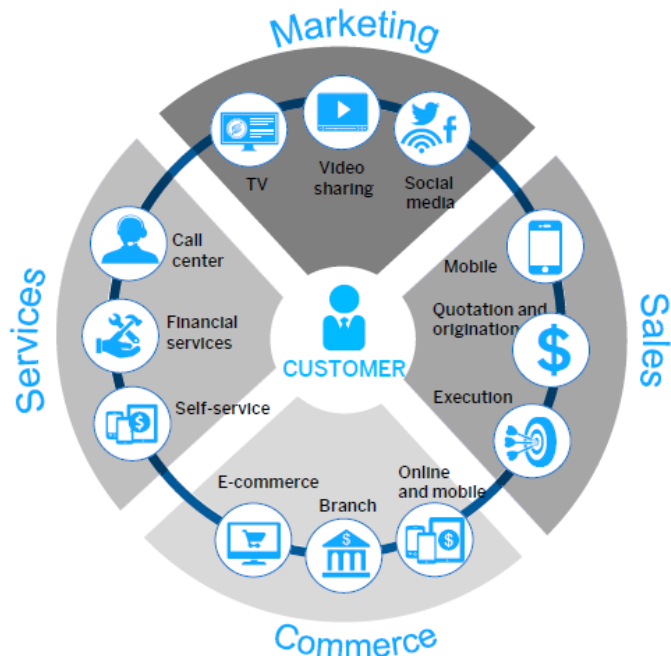 Marketing
TV
Video
sharing
Social
media
Sales
Mobile
Quotation and
origination
$
Execution
Commerce
Online
and mobile
$
Branch
$
E-commerce
Services
Self-service
$
Financial
services
Call
center
CUSTOMER